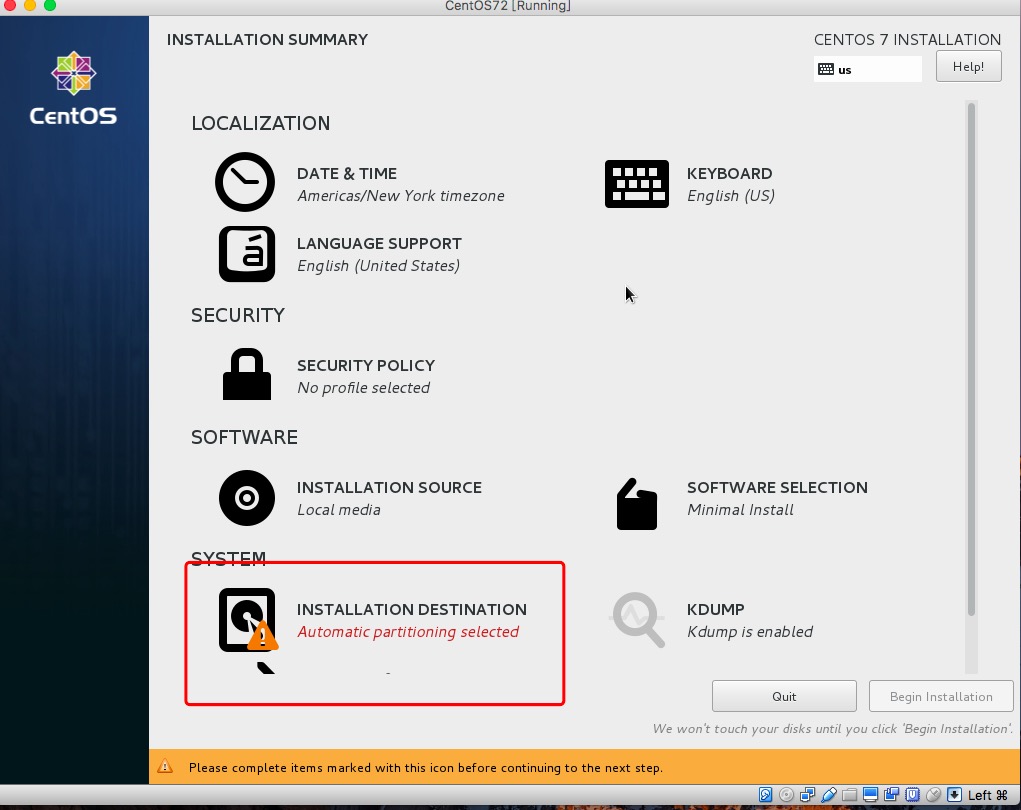 CentOS72 [Running]
INSTALLATION SUMMARY
CENTOS 7 INSTALLATION
us
Help!
CentOS
LOCALIZATION
DATE & TIME
Americas/New York timezone
KEYBOARD
English (US)
LANGUAGE SUPPORT
English (United States)
SECURITY
SECURITY POLICY
No profile selected
SOFTWARE
INSTALLATION SOURCE
Local media
SOFTWARE SELECTION
Minimal Install
SYSTEM
INSTALLATION DESTINATION
Automatic partitioning selected
KDUMP
Kdump is enabled
Quit
Begin Installation
We won't touch your disks until you click 'Begin Installation'.
Please complete items marked with this icon before continuing to the next step.
Left ⌘